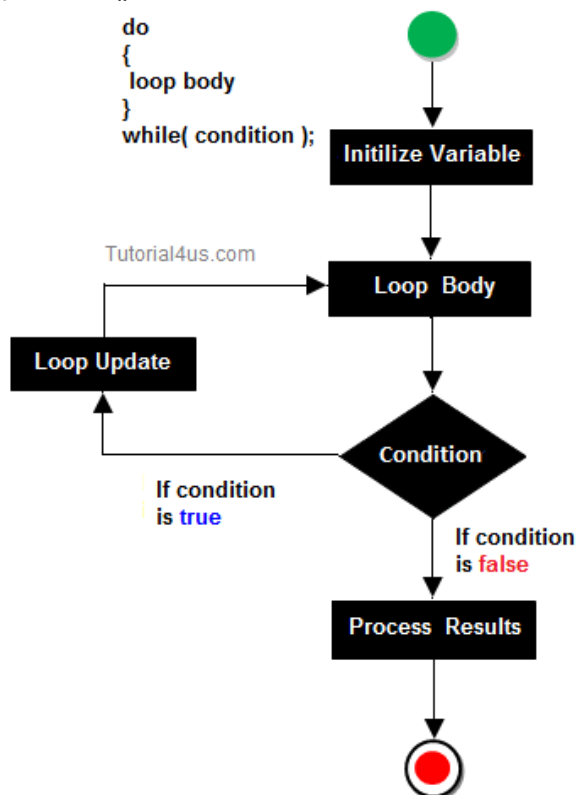 do
{
loop body
}
while( condition );
Initilize Variable
Tutorial4us.com
Loop Body
Loop Update
Condition
If condition
is true
If condition
is false
Process Results